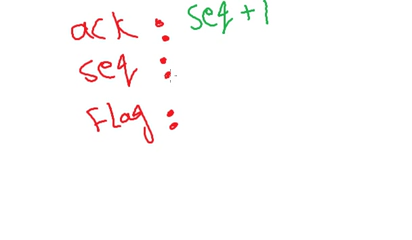 ack : seq + 1
seq :
Flag :